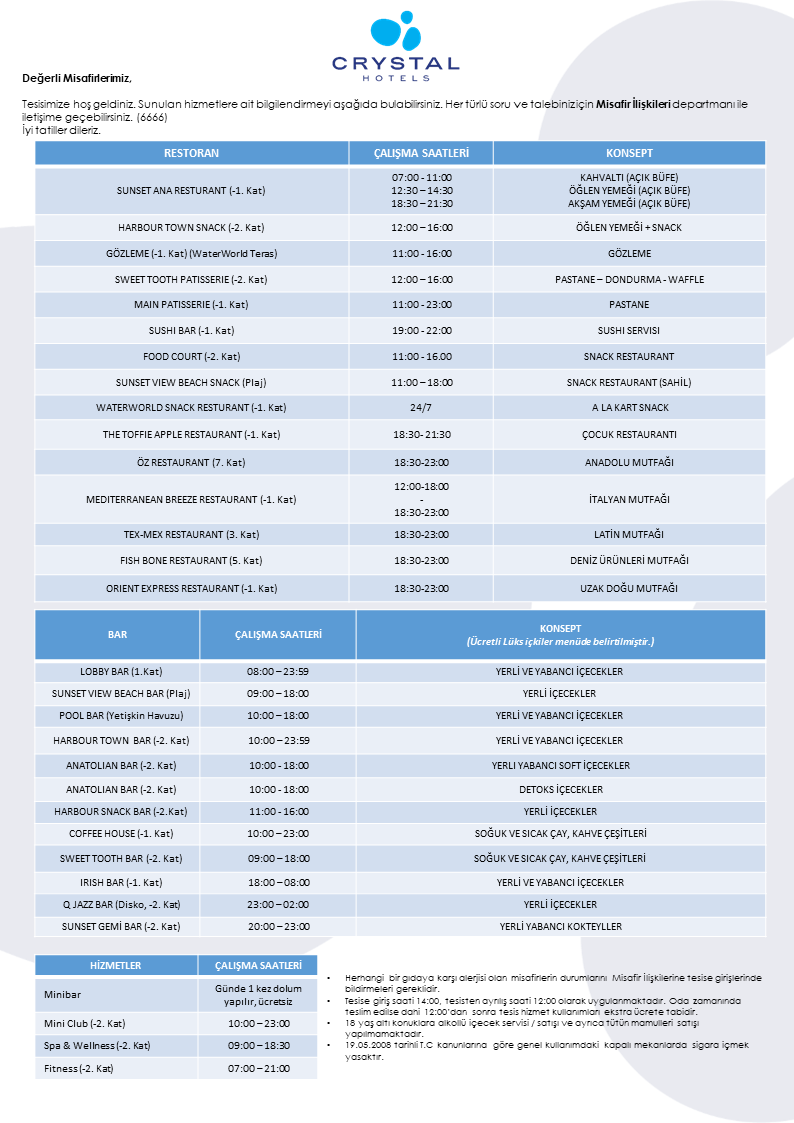 CRYSTAL
HOTELS
Değerli Misafirlerimiz,
Tesisimize hoş geldiniz. Sunulan hizmetlere ait bilgilendirmeyi aşağıda bulabilirsiniz. Her türlü soru ve talebiniz için Misafir İlişkileri departmanı ile
iletişime geçebilirsiniz. (6666)
İyi tatiller dileriz.
RESTORAN ÇALIŞMA SAATLERİ KONSEPT
SUNSET ANA RESTURANT (-1. Kat) 07:00 - 11:00 KAHVALTI (AÇIK BÜFE)
12:30 – 14:30 ÖĞLEN YEMEĞİ (AÇIK BÜFE)
18:30 – 21:30 AKŞAM YEMEĞİ (AÇIK BÜFE)
HARBOUR TOWN SNACK (-2. Kat) 12:00 – 16:00 ÖĞLEN YEMEĞİ + SNACK
GÖZLEME (-1. Kat) (WaterWorld Teras) 11:00 - 16:00 GÖZLEME
SWEET TOOTH PATISSERIE (-2. Kat) 12:00 – 16:00 PASTANE – DONDURMA - WAFFLE
MAIN PATISSERIE (-1. Kat) 11:00 - 23:00 PASTANE
SUSHI BAR (-1. Kat) 19:00 - 22:00 SUSHI SERVISI
FOOD COURT (-2. Kat) 11:00 - 16.00 SNACK RESTAURANT
SUNSET VIEW BEACH SNACK (Plaj) 11:00 – 18:00 SNACK RESTAURANT (SAHİL)
WATERWORLD SNACK RESTURANT (-1. Kat) 24/7 A LA KART SNACK
THE TOFFIE APPLE RESTAURANT (-1. Kat) 18:30- 21:30 ÇOCUK RESTAURANTI
ÖZ RESTAURANT (7. Kat) 18:30-23:00 ANADOLU MUTFAĞI
MEDITERRANEAN BREEZE RESTAURANT (-1. Kat) 12:00-18:00 İTALYAN MUTFAĞI
-
18:30-23:00
TEX-MEX RESTAURANT (3. Kat) 18:30-23:00 LATİN MUTFAĞI
FISH BONE RESTAURANT (5. Kat) 18:30-23:00 DENİZ ÜRÜNLERİ MUTFAĞI
ORIENT EXPRESS RESTAURANT (-1. Kat) 18:30-23:00 UZAK DOĞU MUTFAĞI
BAR ÇALIŞMA SAATLERİ KONSEPT
(Ücretli Lüks içkiler menüde belirtilmiştir.)
LOBBY BAR (1.Kat) 08:00 – 23:59 YERLİ VE YABANCI İÇECEKLER
SUNSET VIEW BEACH BAR (Plaj) 09:00 – 18:00 YERLİ İÇECEKLER
POOL BAR (Yetişkin Havuzu) 10:00 – 18:00 YERLİ VE YABANCI İÇECEKLER
HARBOUR TOWN BAR (-2. Kat) 10:00 – 23:59 YERLİ VE YABANCI İÇECEKLER
ANATOLIAN BAR (-2. Kat) 10:00 - 18:00 YERLI YABANCI SOFT İÇECEKLER
ANATOLIAN BAR (-2. Kat) 10:00 - 18:00 DETOKS İÇECEKLER
HARBOUR SNACK BAR (-2.Kat) 11:00 - 16:00 YERLİ İÇECEKLER
COFFEE HOUSE (-1. Kat) 10:00 – 23:00 SOĞUK VE SICAK ÇAY, KAHVE ÇEŞİTLERİ
SWEET TOOTH BAR (-2. Kat) 09:00 – 18:00 SOĞUK VE SICAK ÇAY, KAHVE ÇEŞİTLERİ
IRISH BAR (-1. Kat) 18:00 – 08:00 YERLİ VE YABANCI İÇECEKLER
Q JAZZ BAR (Disko, -2. Kat) 23:00 – 02:00 YERLİ İÇECEKLER
SUNSET GEMİ BAR (-2. Kat) 20:00 – 23:00 YERLİ YABANCI KOKTEYLLER
HİZMETLER ÇALIŞMA SAATLERİ
Minibar Günde 1 kez dolum
yapılır, ücretsiz
Mini Club (-2. Kat) 10:00 – 23:00
Spa & Wellness (-2. Kat) 09:00 – 18:30
Fitness (-2. Kat) 07:00 – 21:00
• Herhangi bir gıdaya karşı alerjisi olan misafirlerin durumlarını Misafir İlişkilerine tesise girişlerinde
bildirmeleri gereklidir.
• Tesise giriş saati 14:00, tesisten ayrılış saati 12:00 olarak uygulanmaktadır. Oda zamanında
teslim edilse dahi 12:00'dan sonra tesis hizmet kullanımları ekstra ücrete tabidir.
• 18 yaş altı konuklara alkollü içecek servisi / satışı ve ayrıca tütün mamulleri satışı
yapılmamaktadır.
• 19.05.2008 tarihli T.C kanunlarına göre genel kullanımdaki kapalı mekanlarda sigara içmek
yasaktır.